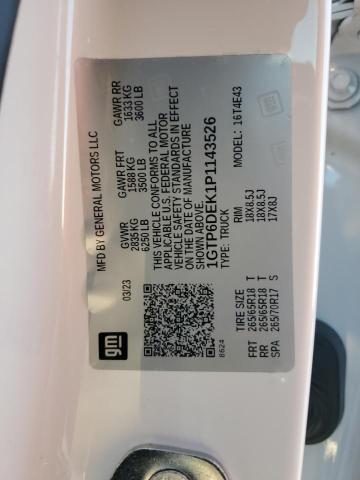 MFD BY GENERAL MOTORS LLC
03/23
GVWR GAWR FRT GAWR RR
2835 KG 1588 KG 1633 KG
6250 LB 3500 LB 3600 LB
THIS VEHICLE CONFORMS TO ALL
APPLICABLE U.S. FEDERAL MOTOR
VEHICLE SAFETY STANDARDS IN EFFECT
ON THE DATE OF MANUFACTURE
SHOWN ABOVE.
1GTP6DEK1P1143526
TYPE: TRUCK MODEL: 16T4E43
gm
8624
TIRE SIZE RIM
FRT 265/65R18 T 18X8.5J
RR 265/65R18 T 18X8.5J
SPA 265/70R17 S 17X8J